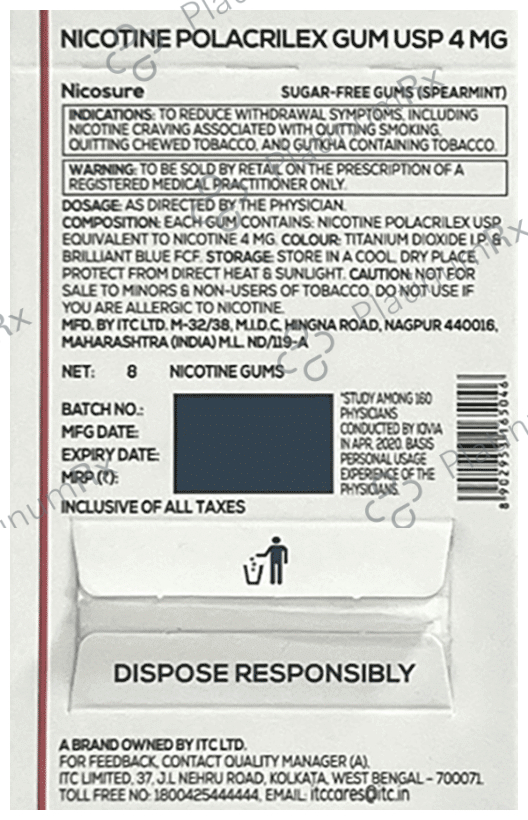 NICOTINE POLACRILEX GUM USP 4 MG
Nicosure SUGAR-FREE GUMS (SPEARMINT)
INDICATIONS: TO REDUCE WITHDRAWAL SYMPTOMS, INCLUDING
NICOTINE CRAVING ASSOCIATED WITH QUITTING SMOKING,
QUITTING CHEWED TOBACCO, AND GUTKHA CONTAINING TOBACCO.
WARNING: TO BE SOLD BY RETAIL ON THE PRESCRIPTION OF A
REGISTERED MEDICAL PRACTITIONER ONLY.
DOSAGE: AS DIRECTED BY THE PHYSICIAN.
COMPOSITION: EACH GUM CONTAINS: NICOTINE POLACRILEX USP
EQUIVALENT TO NICOTINE 4 MG. COLOUR: TITANIUM DIOXIDE I.P. &
BRILLIANT BLUE FCF. STORAGE: STORE IN A COOL, DRY PLACE,
PROTECT FROM DIRECT HEAT & SUNLIGHT. CAUTION: NOT FOR
SALE TO MINORS & NON-USERS OF TOBACCO. DO NOT USE IF
YOU ARE ALLERGIC TO NICOTINE.
MFD. BY ITC LTD. M-32/38, M.I.D.C, HINGNA ROAD, NAGPUR 440016,
MAHARASHTRA (INDIA) M.L. ND/119-A
NET: 8 NICOTINE GUMS
BATCH NO.:
MFG DATE:
EXPIRY DATE:
MRP (₹):
INCLUSIVE OF ALL TAXES
*STUDY AMONG 160
PHYSICIANS
CONDUCTED BY IQVIA
IN APR, 2020. BASIS
PERSONAL USAGE
EXPERIENCE OF THE
PHYSICIANS.
8 902953 165046
DISPOSE RESPONSIBLY
A BRAND OWNED BY ITC LTD.
FOR FEEDBACK, CONTACT QUALITY MANAGER (A),
ITC LIMITED, 37, J.L NEHRU ROAD, KOLKATA, WEST BENGAL - 700071.
TOLL FREE NO: 1800425444444, EMAIL: itccares@itc.in
PlatinumRx